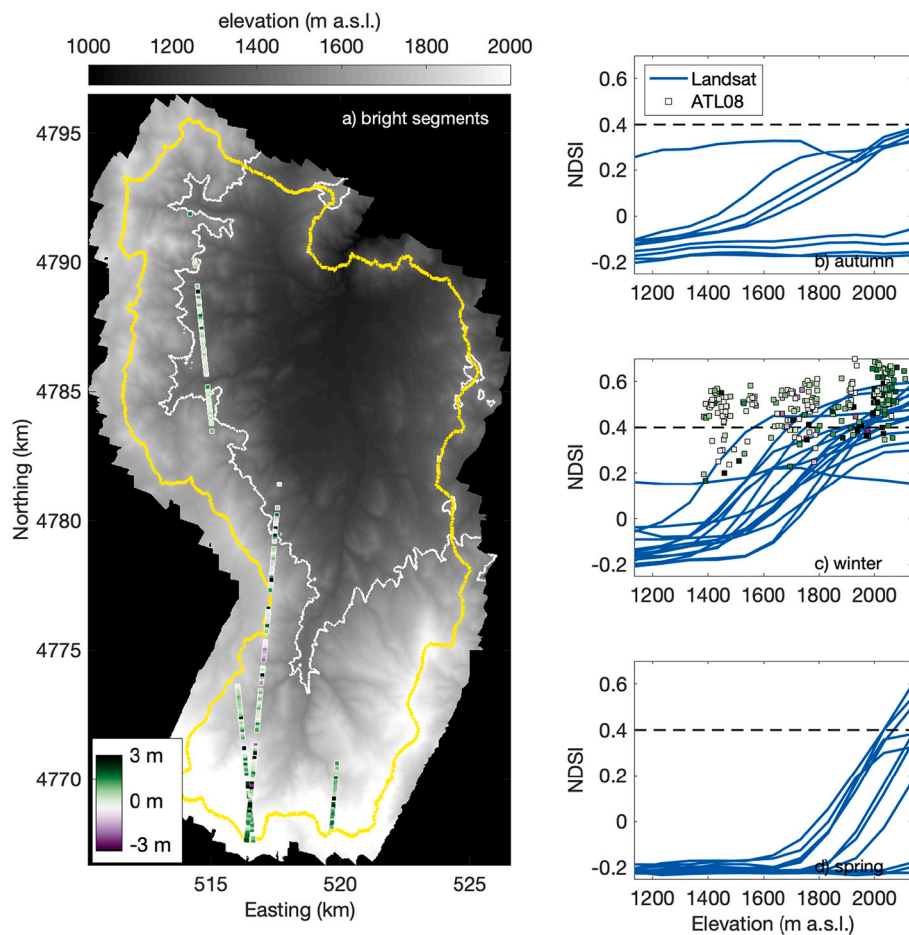 elevation (m a.s.l.)
1000 1200 1400 1600 1800 2000
a) bright segments
4795
4790
4785
4780
4775
4770
Northing (km)
3 m
0 m
-3 m
515 520 525
Easting (km)
Landsat
ATL08
0.6
0.4
0.2
0
-0.2
NDSI
b) autumn
1200 1400 1600 1800 2000
0.6
0.4
0.2
0
-0.2
NDSI
c) winter
1200 1400 1600 1800 2000
0.6
0.4
0.2
0
-0.2
NDSI
d) spring
1200 1400 1600 1800 2000
Elevation (m a.s.l.)